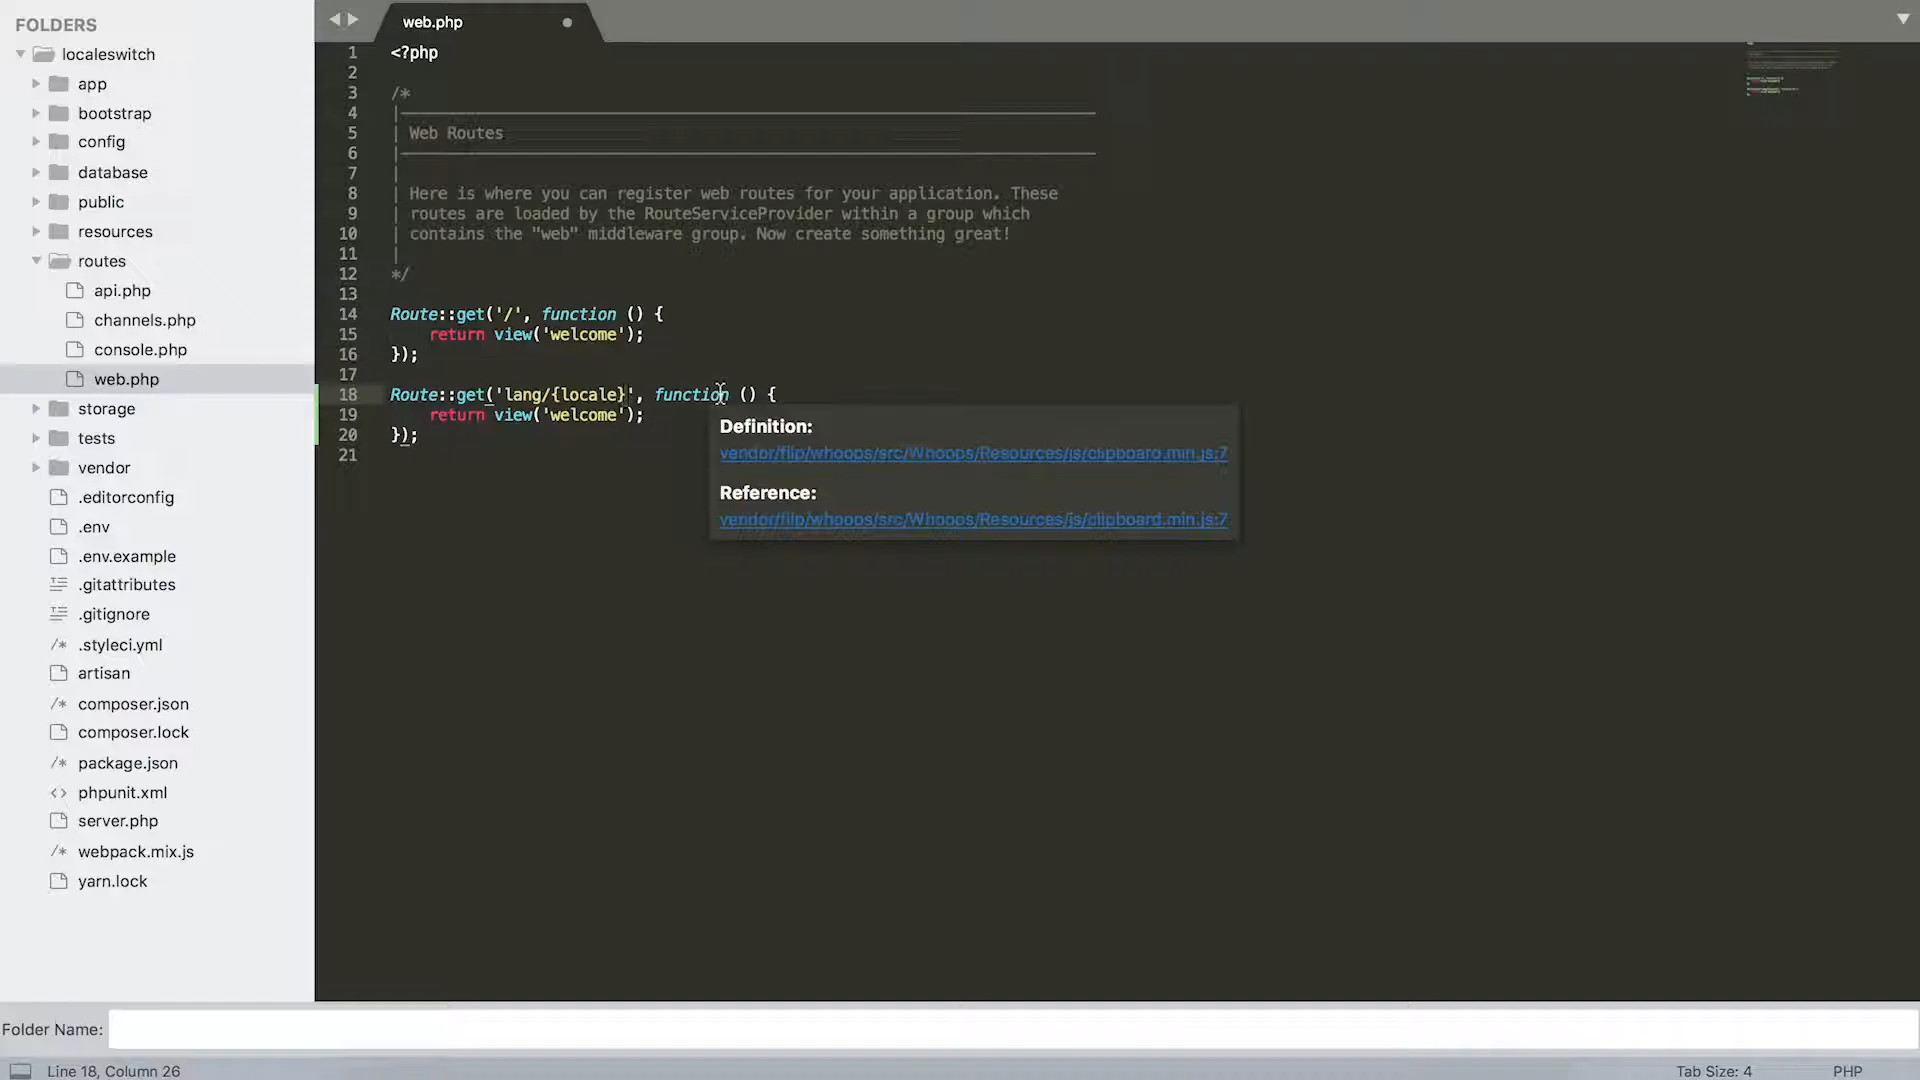 FOLDERS
localeswitch
app
bootstrap
config
database
public
resources
routes
api.php
channels.php
console.php
web.php
storage
tests
vendor
.editorconfig
.env
.env.example
.gitattributes
.gitignore
/* .styleci.yml
artisan
/* composer.json
composer.lock
/* package.json
<> phpunit.xml
server.php
/* webpack.mix.js
yarn.lock
web.php
1 <?php
2
3 /*
4 |--------------------------------------------------------------------------
5 | Web Routes
6 |--------------------------------------------------------------------------
7 |
8 | Here is where you can register web routes for your application. These
9 | routes are loaded by the RouteServiceProvider within a group which
10 | contains the "web" middleware group. Now create something great!
11 |
12 */
13
14 Route::get('/', function () {
15 return view('welcome');
16 });
17
18 Route::get('lang/{locale}', function () {
19 return view('welcome');
20 });
21
Definition:
vendor/filp/whoops/src/Whoops/Resources/js/clipboard.min.js:7
Reference:
vendor/filp/whoops/src/Whoops/Resources/js/clipboard.min.js:7
Folder Name:
Line 18, Column 26
Tab Size: 4
PHP